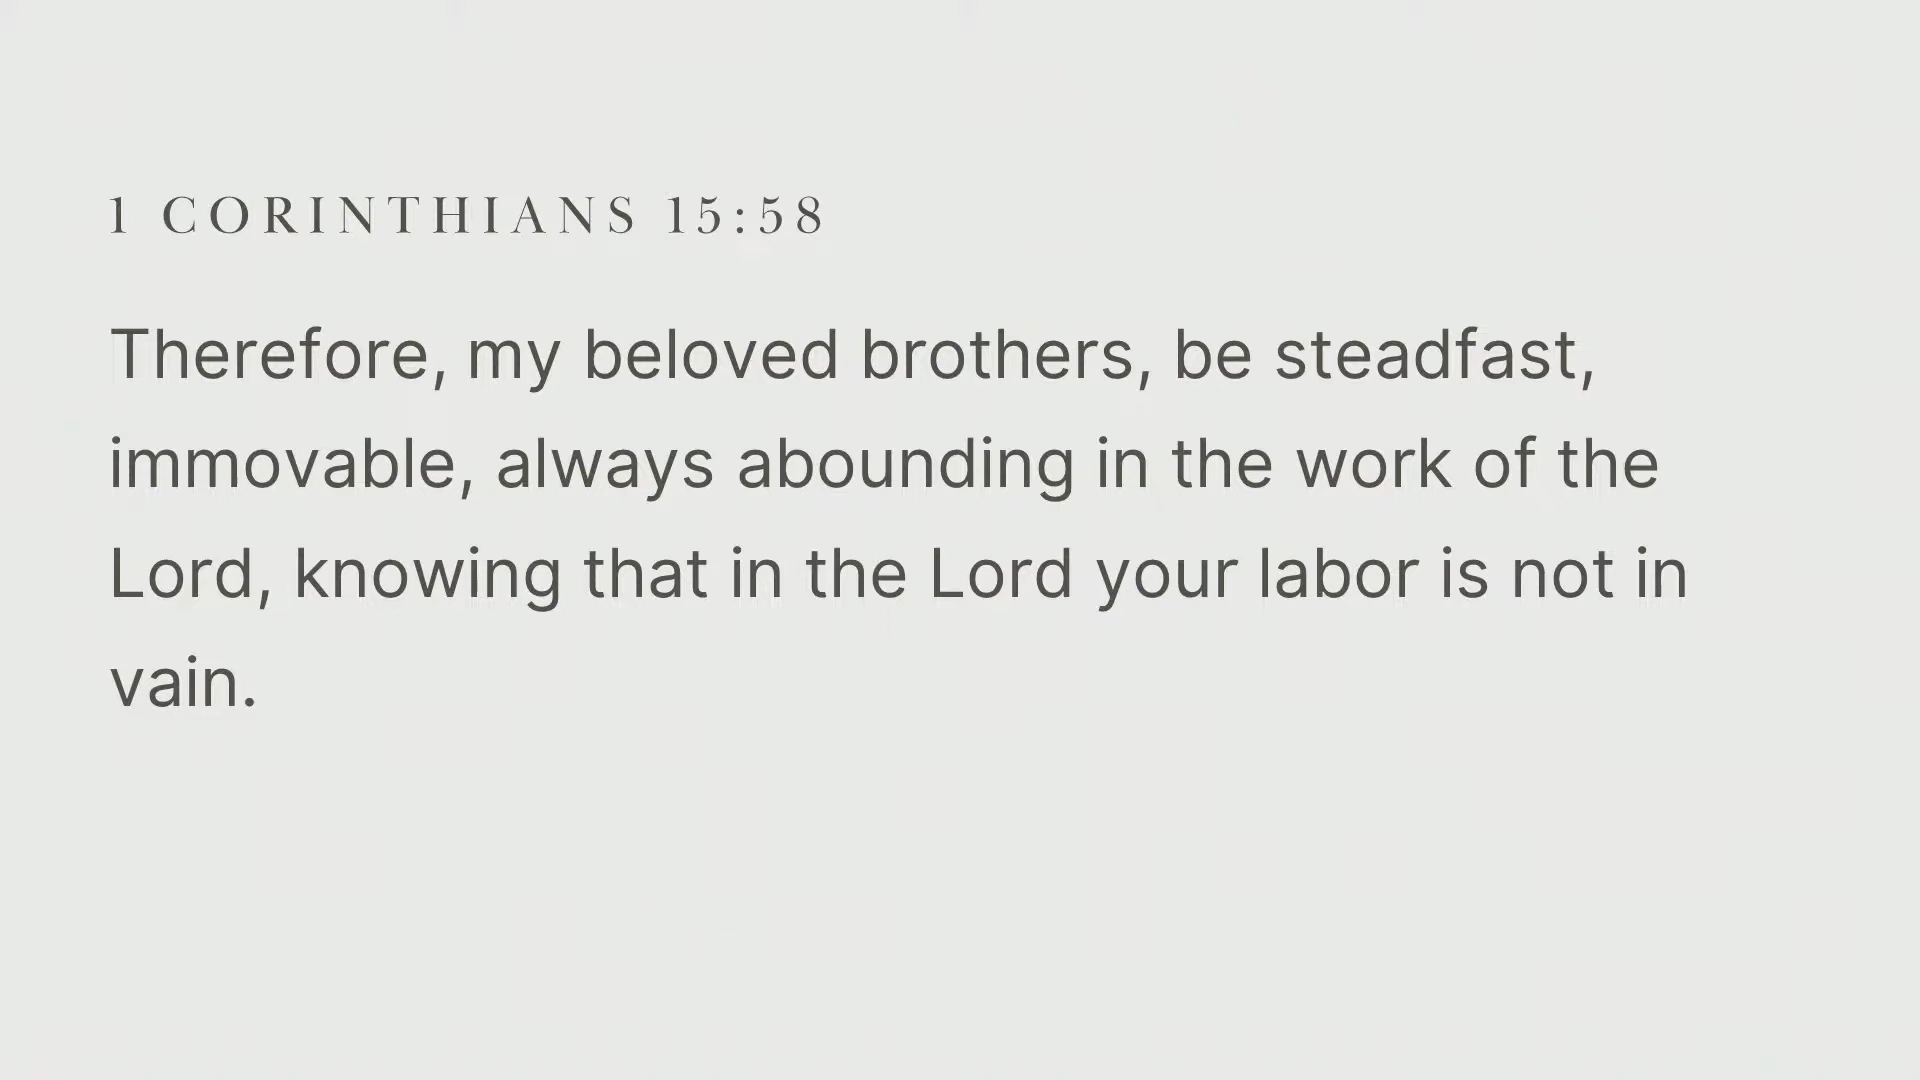 1 CORINTHIANS 15:58
Therefore, my beloved brothers, be steadfast,
immovable, always abounding in the work of the
Lord, knowing that in the Lord your labor is not in
vain.